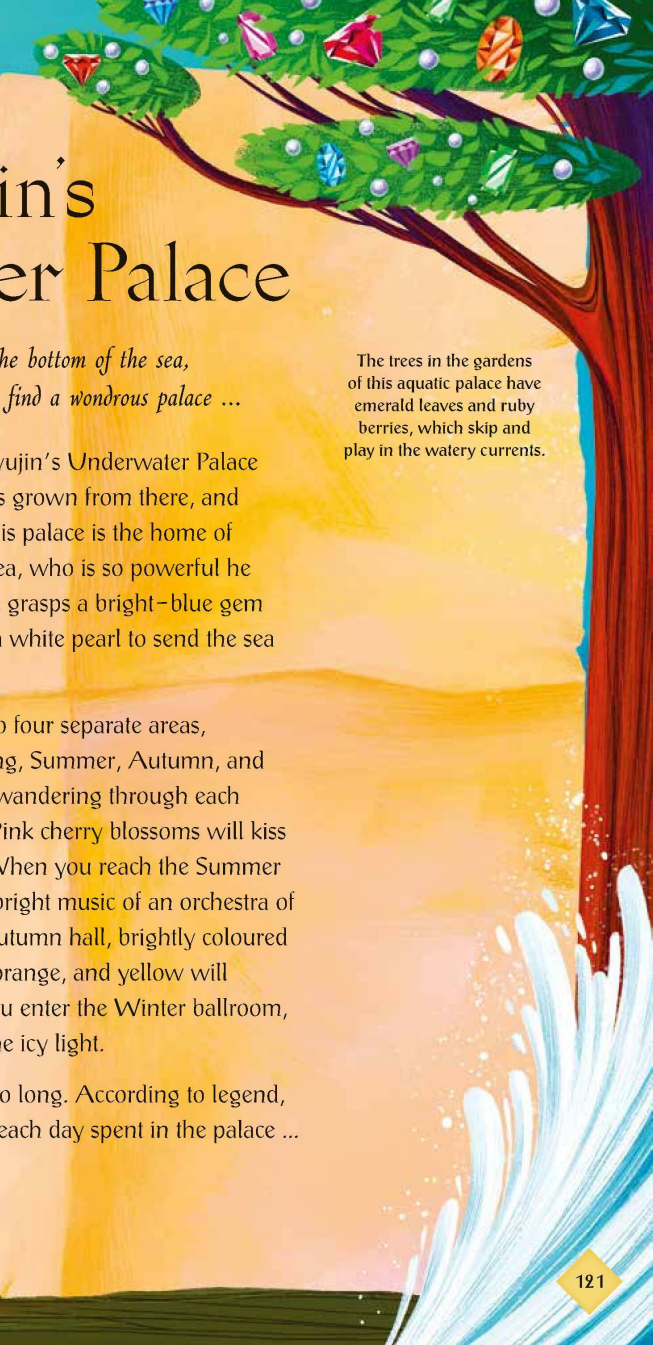 in's
er Palace
he bottom of the sea,
find a wondrous palace ...
The trees in the gardens
of this aquatic palace have
emerald leaves and ruby
berries, which skip and
play in the watery currents.
yujin's Underwater Palace
s grown from there, and
is palace is the home of
ea, who is so powerful he
grasps a bright-blue gem
white pearl to send the sea
o four separate areas,
ng, Summer, Autumn, and
wandering through each
Pink cherry blossoms will kiss
When you reach the Summer
bright music of an orchestra of
utumn hall, brightly coloured
orange, and yellow will
u enter the Winter ballroom,
e icy light.
o long. According to legend,
each day spent in the palace ...
121